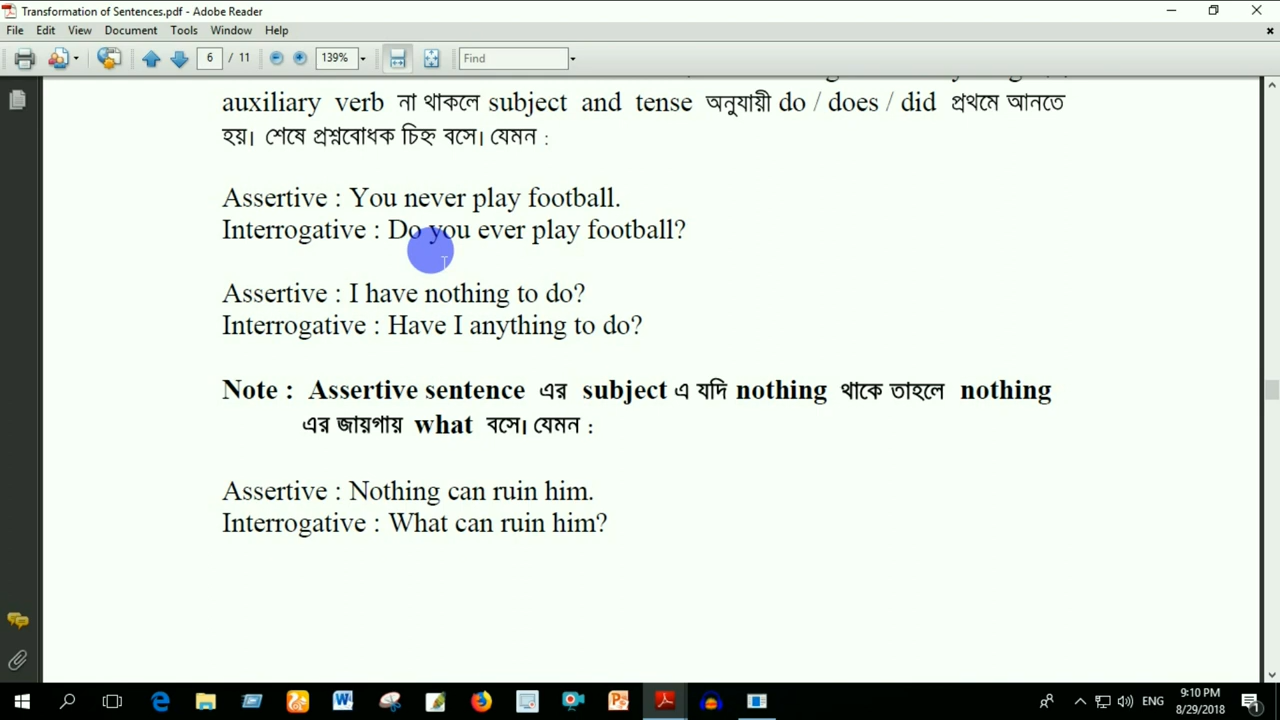 Transformation of Sentences.pdf - Adobe Reader
File Edit View Document Tools Window Help
6 / 11 139% Find
auxiliary verb না থাকলে subject and tense অনুযায়ী do / does / did প্রথমে আনতে
হয়। শেষে প্রশ্নবোধক চিহ্ন বসে। যেমন :
Assertive : You never play football.
Interrogative : Do you ever play football?
Assertive : I have nothing to do?
Interrogative : Have I anything to do?
Note : Assertive sentence এর subject এ যদি nothing থাকে তাহলে nothing
এর জায়গায় what বসে। যেমন :
Assertive : Nothing can ruin him.
Interrogative : What can ruin him?
ENG
9:10 PM
8/29/2018